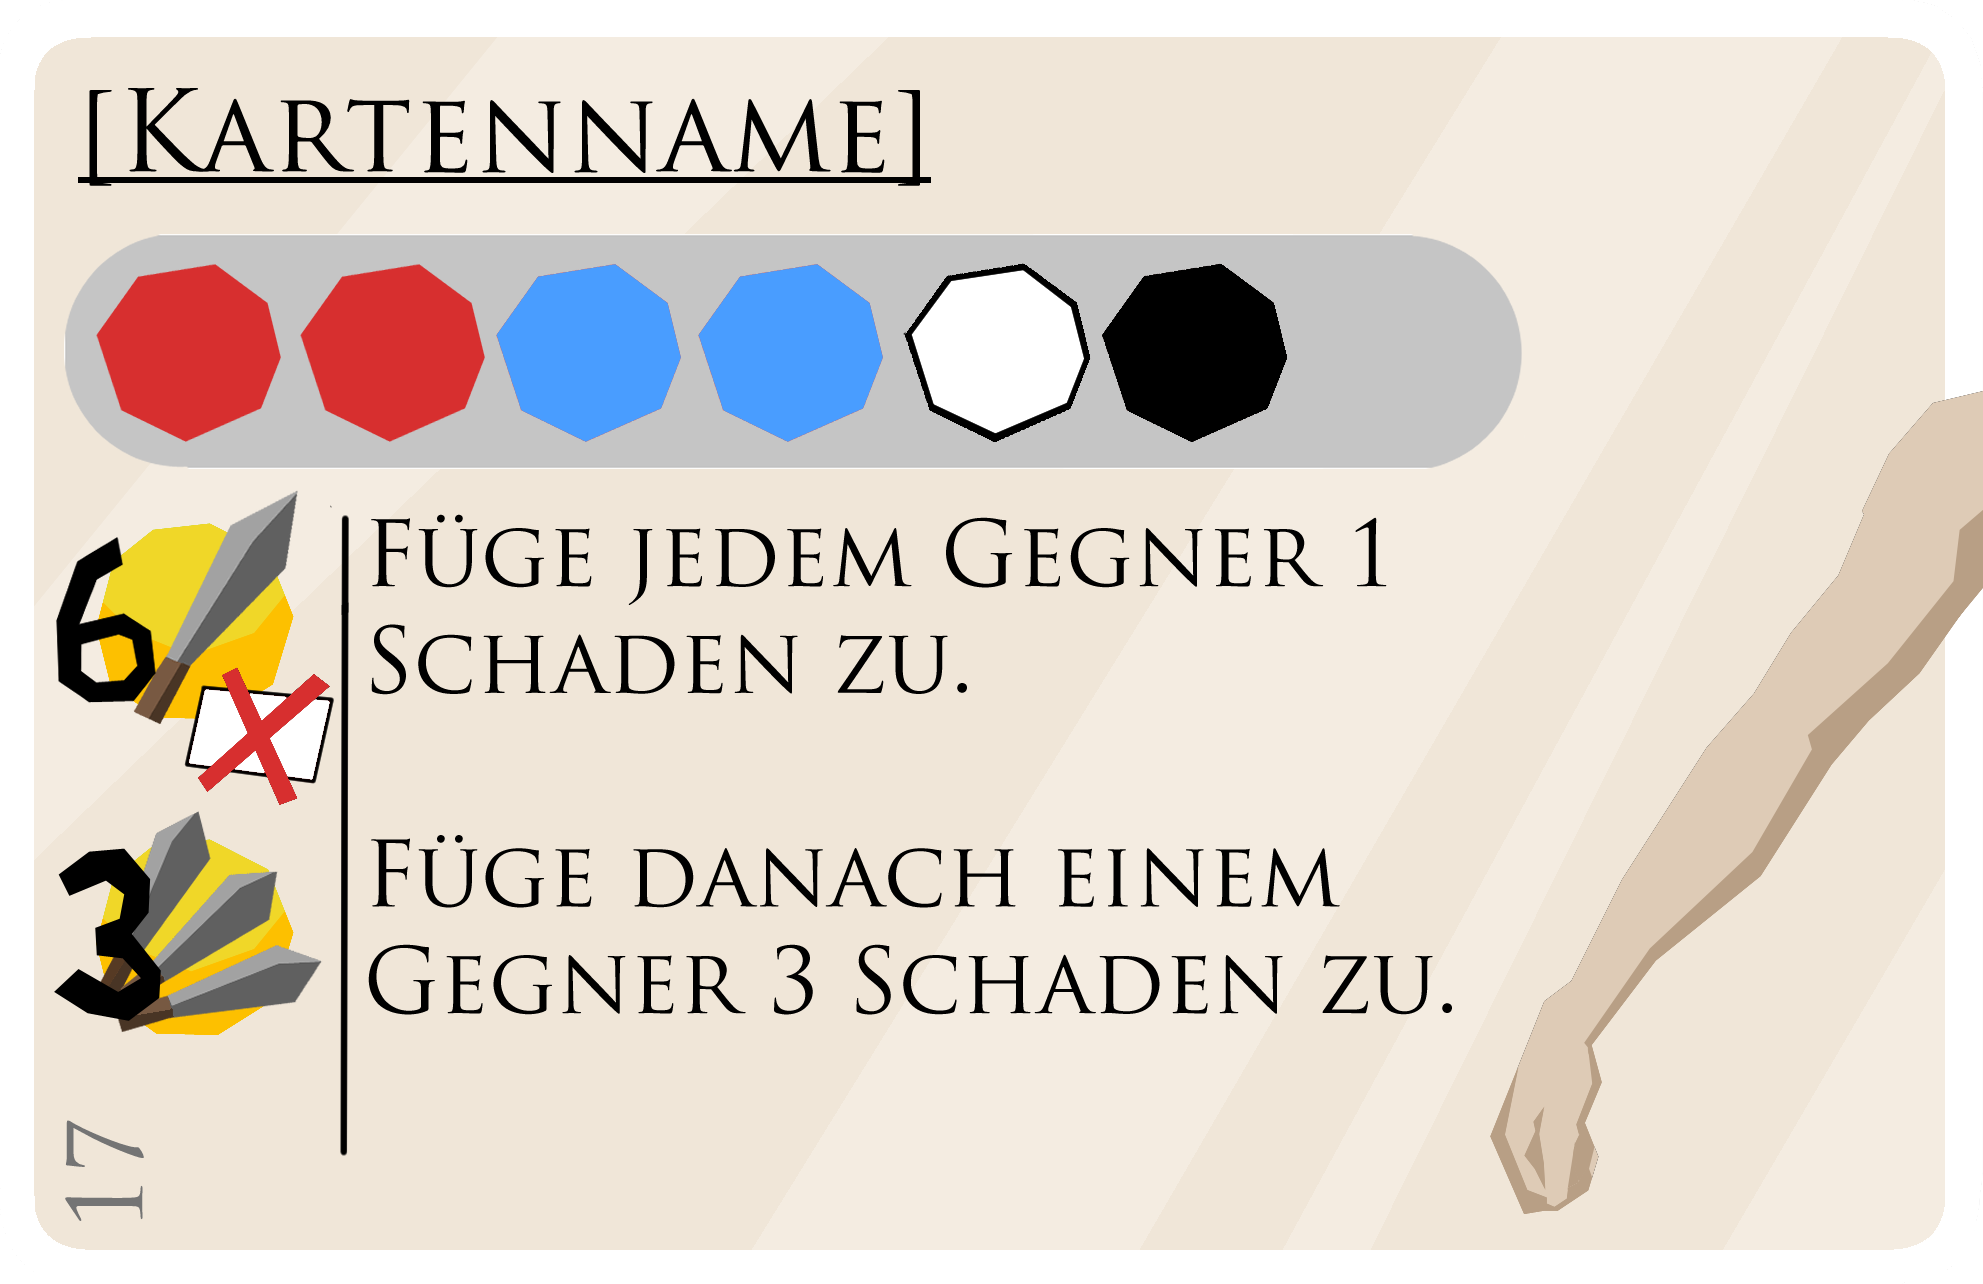 [Kartenname]
6
Füge jedem Gegner 1
Schaden zu.
3
Füge danach einem
Gegner 3 Schaden zu.
17